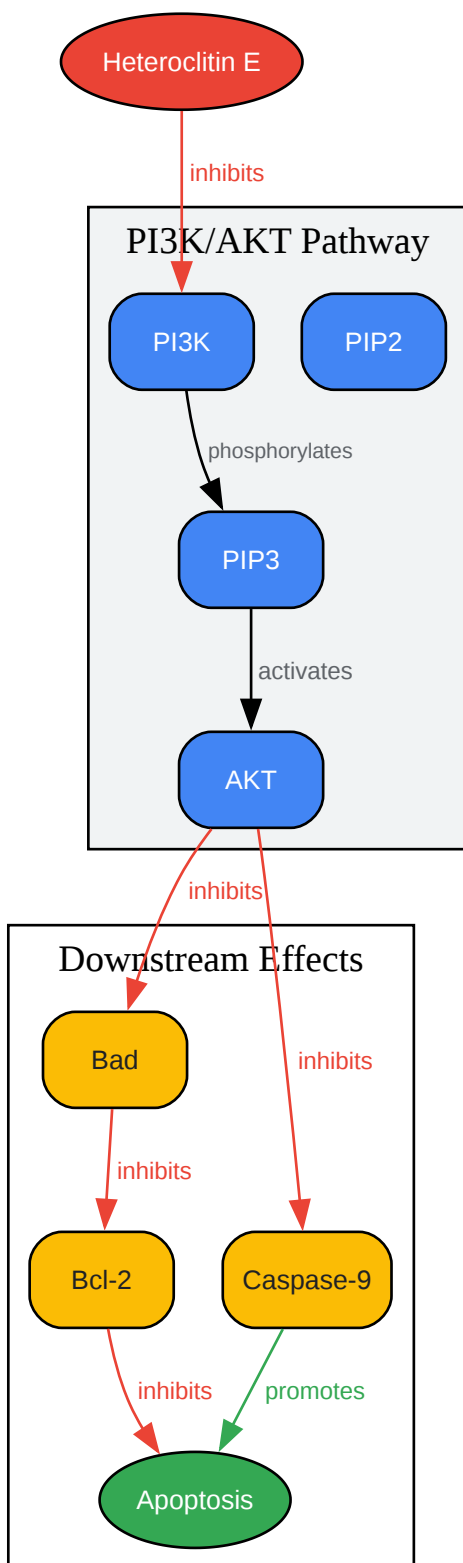 Heteroclitin E
inhibits
PI3K/AKT Pathway
PI3K
PIP2
phosphorylates
PIP3
activates
AKT
inhibits
Downstream Effects
Bad
inhibits
inhibits
Bcl-2
Caspase-9
inhibits
promotes
Apoptosis